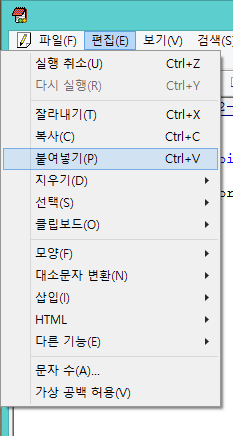 파일(F) 편집(E) 보기(V) 검색(S)
실행 취소(U) Ctrl+Z
다시 실행(R) Ctrl+Y
잘라내기(T) Ctrl+X
복사(C) Ctrl+C
붙여넣기(P) Ctrl+V
지우기(D)
선택(S)
클립보드(O)
모양(F)
대소문자 변환(N)
삽입(I)
HTML
다른 기능(E)
문자 수(A)...
가상 공백 허용(V)